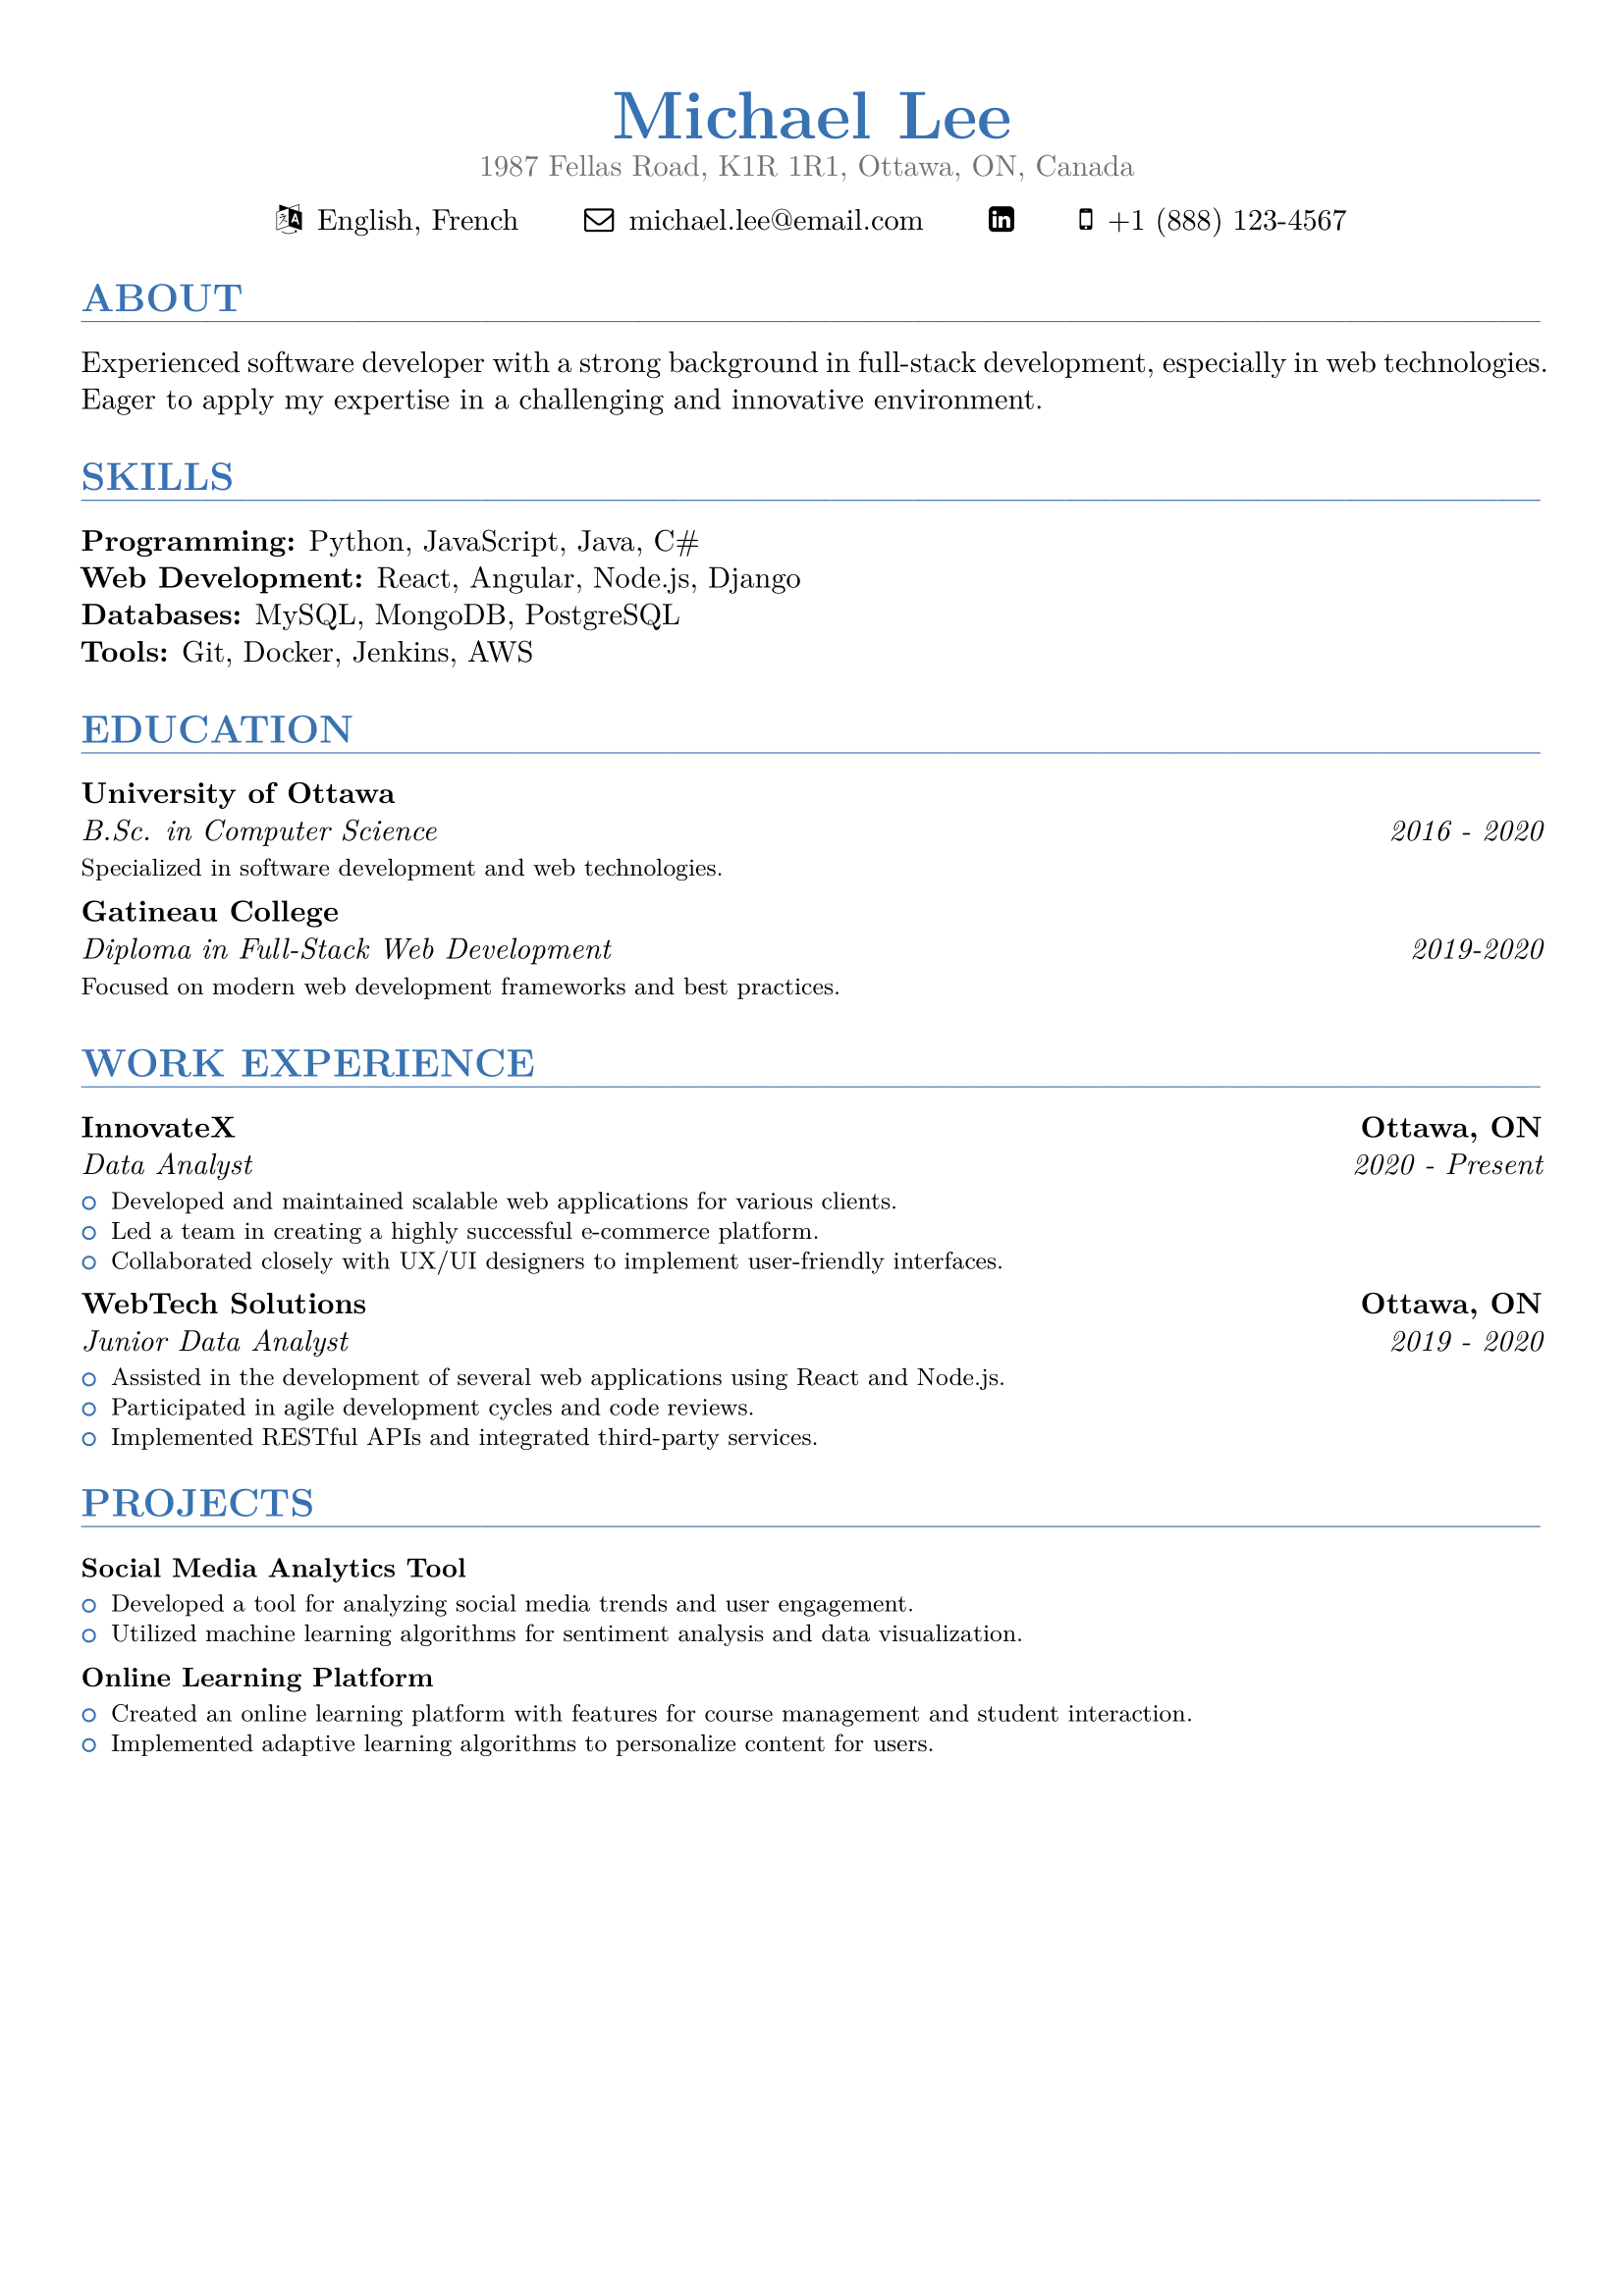 Michael Lee
1987 Fellas Road, K1R 1R1, Ottawa, ON, Canada
English, French michael.lee@email.com +1 (888) 123-4567
ABOUT
Experienced software developer with a strong background in full-stack development, especially in web technologies.
Eager to apply my expertise in a challenging and innovative environment.
SKILLS
Programming: Python, JavaScript, Java, C#
Web Development: React, Angular, Node.js, Django
Databases: MySQL, MongoDB, PostgreSQL
Tools: Git, Docker, Jenkins, AWS
EDUCATION
University of Ottawa
B.Sc. in Computer Science 2016 - 2020
Specialized in software development and web technologies.
Gatineau College
Diploma in Full-Stack Web Development 2019-2020
Focused on modern web development frameworks and best practices.
WORK EXPERIENCE
InnovateX Ottawa, ON
Data Analyst 2020 - Present
Developed and maintained scalable web applications for various clients.
Led a team in creating a highly successful e-commerce platform.
Collaborated closely with UX/UI designers to implement user-friendly interfaces.
WebTech Solutions Ottawa, ON
Junior Data Analyst 2019 - 2020
Assisted in the development of several web applications using React and Node.js.
Participated in agile development cycles and code reviews.
Implemented RESTful APIs and integrated third-party services.
PROJECTS
Social Media Analytics Tool
Developed a tool for analyzing social media trends and user engagement.
Utilized machine learning algorithms for sentiment analysis and data visualization.
Online Learning Platform
Created an online learning platform with features for course management and student interaction.
Implemented adaptive learning algorithms to personalize content for users.